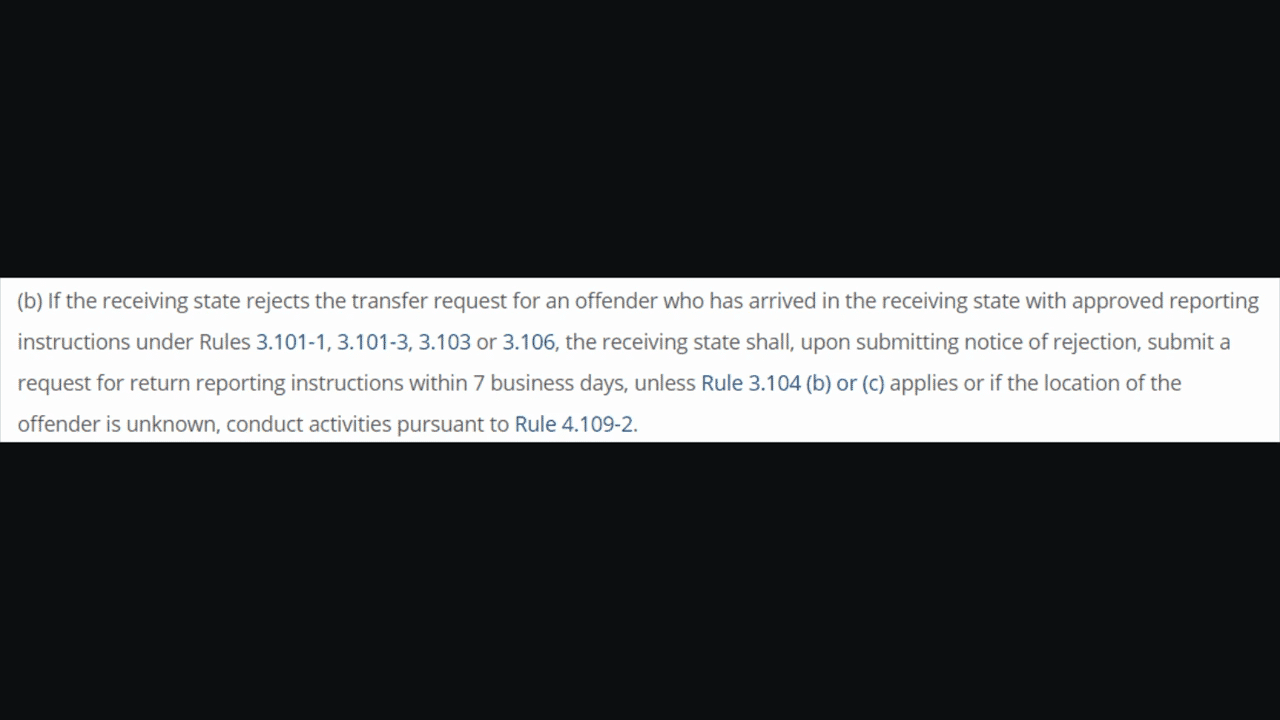 (b) If the receiving state rejects the transfer request for an offender who has arrived in the receiving state with approved reporting
instructions under Rules 3.101-1, 3.101-3, 3.103 or 3.106, the receiving state shall, upon submitting notice of rejection, submit a
request for return reporting instructions within 7 business days, unless Rule 3.104 (b) or (c) applies or if the location of the
offender is unknown, conduct activities pursuant to Rule 4.109-2.